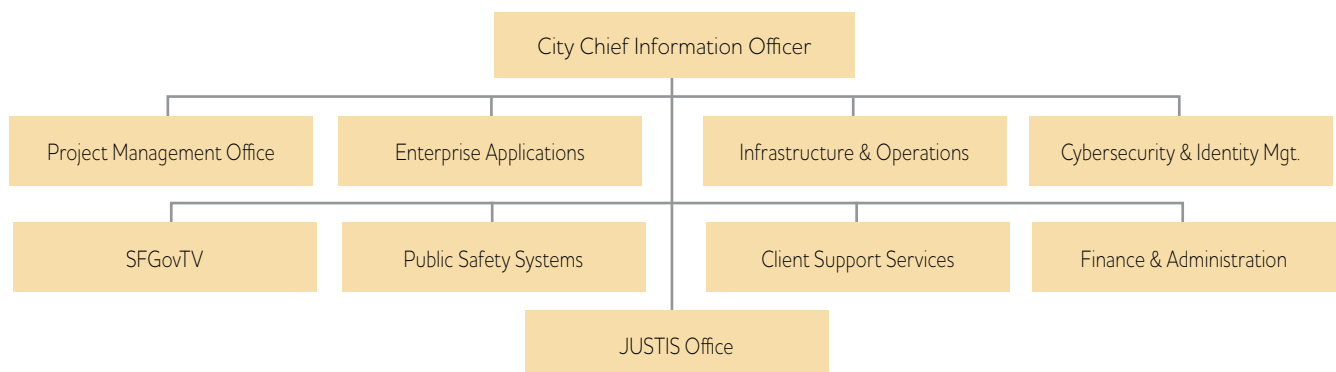 City Chief Information Officer
Project Management Office
Enterprise Applications
Infrastructure & Operations
Cybersecurity & Identity Mgt.
SFGovTV
Public Safety Systems
Client Support Services
Finance & Administration
JUSTIS Office